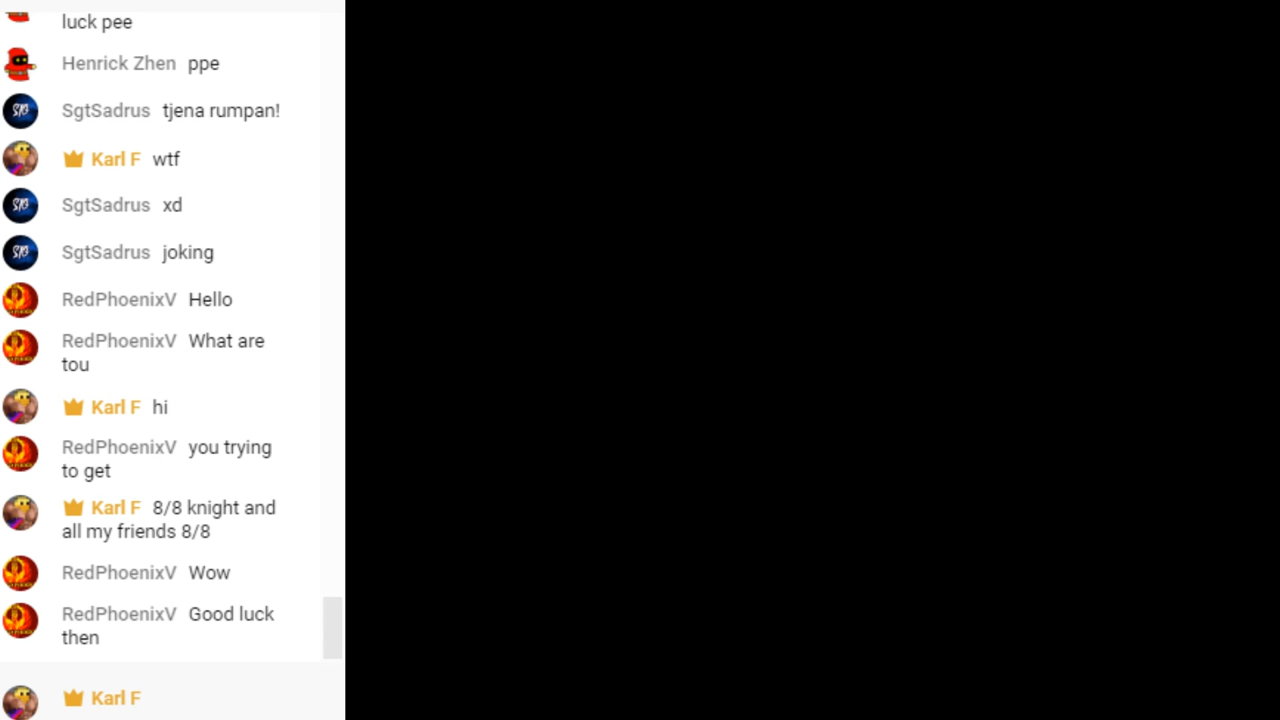 luck pee
Henrick Zhen ppe
SgtSadrus tjena rumpan!
Karl F wtf
SgtSadrus xd
SgtSadrus joking
RedPhoenixV Hello
RedPhoenixV What are
tou
Karl F hi
RedPhoenixV you trying
to get
Karl F 8/8 knight and
all my friends 8/8
RedPhoenixV Wow
RedPhoenixV Good luck
then
Karl F